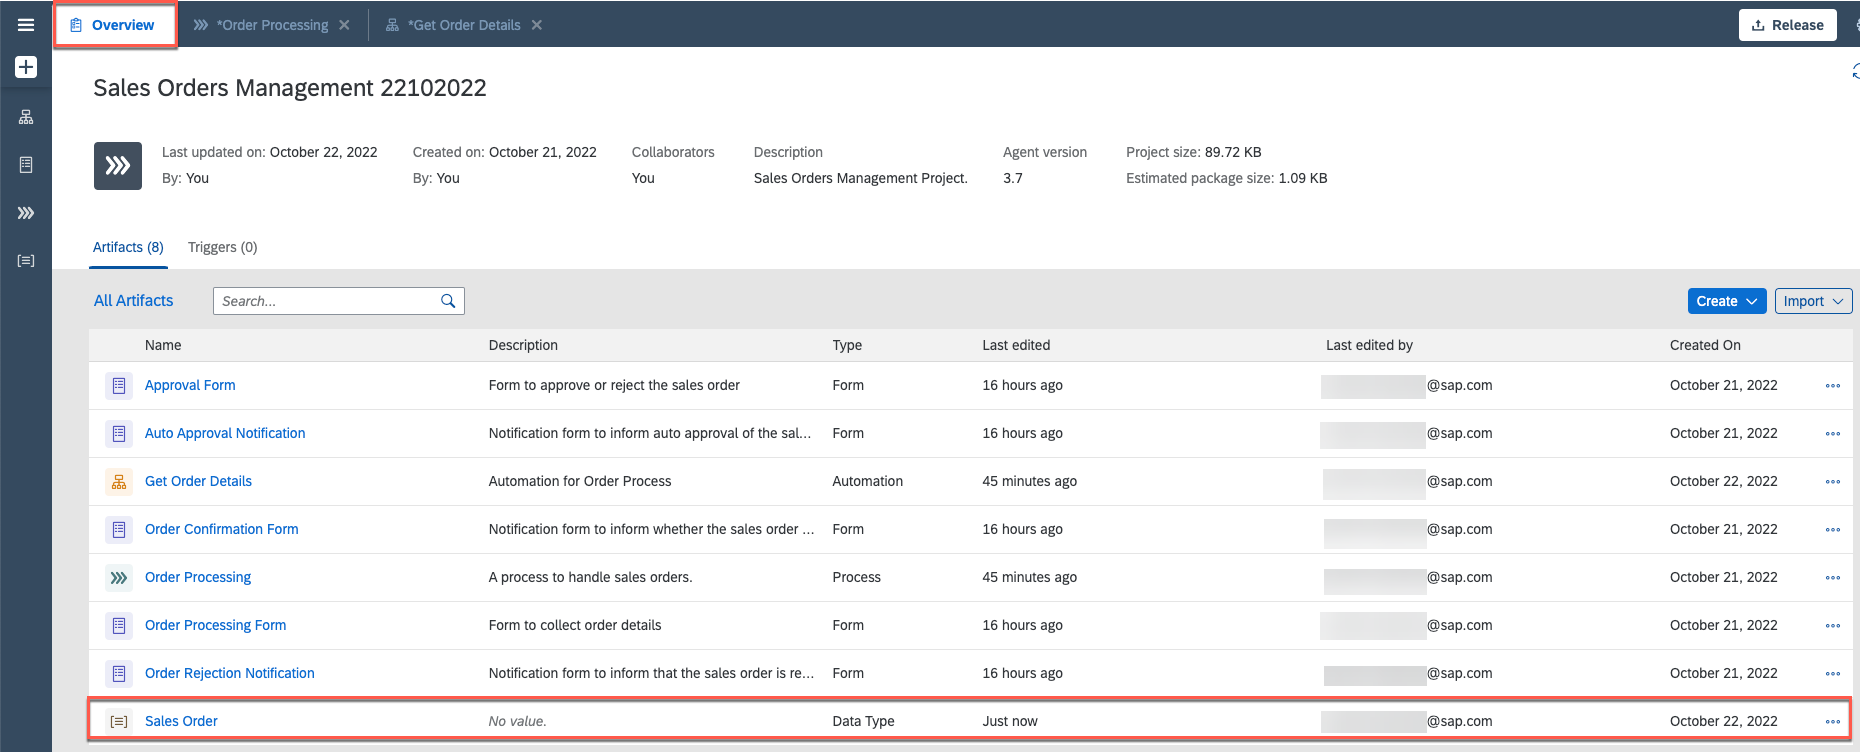 Overview *Order Processing *Get Order Details Release
Sales Orders Management 22102022
Last updated on: October 22, 2022 Created on: October 21, 2022 Collaborators Description Agent version Project size: 89.72 KB
By: You By: You You Sales Orders Management Project. 3.7 Estimated package size: 1.09 KB
Artifacts (8) Triggers (0)
All Artifacts Search... Create Import
Name Description Type Last edited Last edited by Created On
Approval Form Form to approve or reject the sales order Form 16 hours ago @sap.com October 21, 2022
Auto Approval Notification Notification form to inform auto approval of the sal... Form 16 hours ago @sap.com October 21, 2022
Get Order Details Automation for Order Process Automation 45 minutes ago @sap.com October 22, 2022
Order Confirmation Form Notification form to inform whether the sales order ... Form 16 hours ago @sap.com October 21, 2022
Order Processing A process to handle sales orders. Process 45 minutes ago @sap.com October 21, 2022
Order Processing Form Form to collect order details Form 16 hours ago @sap.com October 21, 2022
Order Rejection Notification Notification form to inform that the sales order is re... Form 16 hours ago @sap.com October 21, 2022
Sales Order No value. Data Type Just now @sap.com October 22, 2022